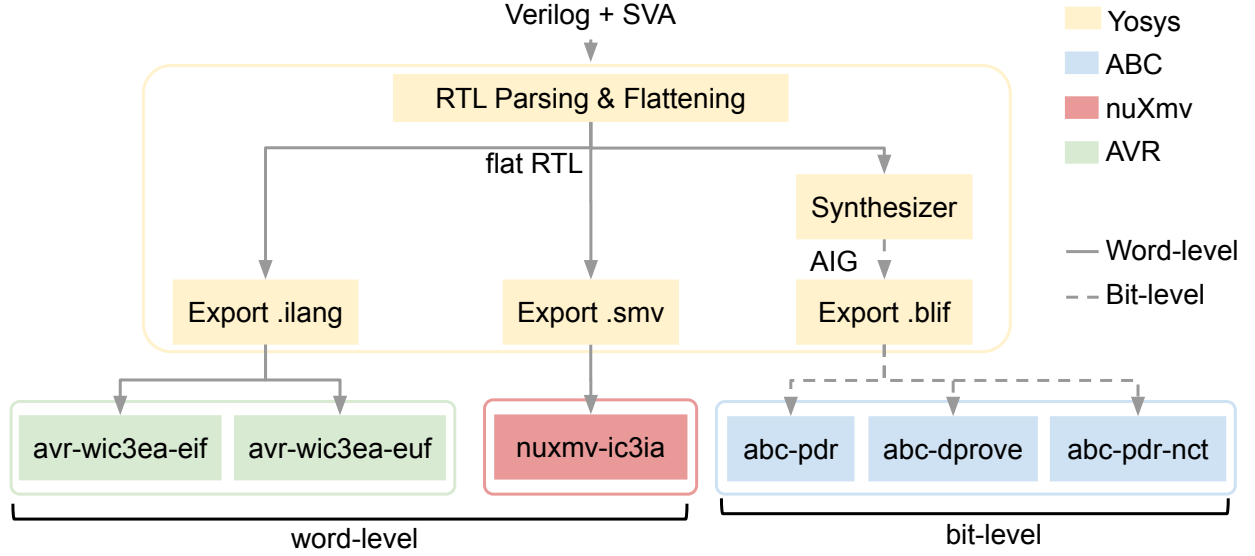 Verilog + SVA
RTL Parsing & Flattening
flat RTL
Synthesizer
AIG
Export .ilang
Export .smv
Export .blif
avr-wic3ea-eif
avr-wic3ea-euf
nuxmv-ic3ia
abc-pdr
abc-dprove
abc-pdr-nct
word-level
bit-level
Yosys
ABC
nuXmv
AVR
Word-level
Bit-level